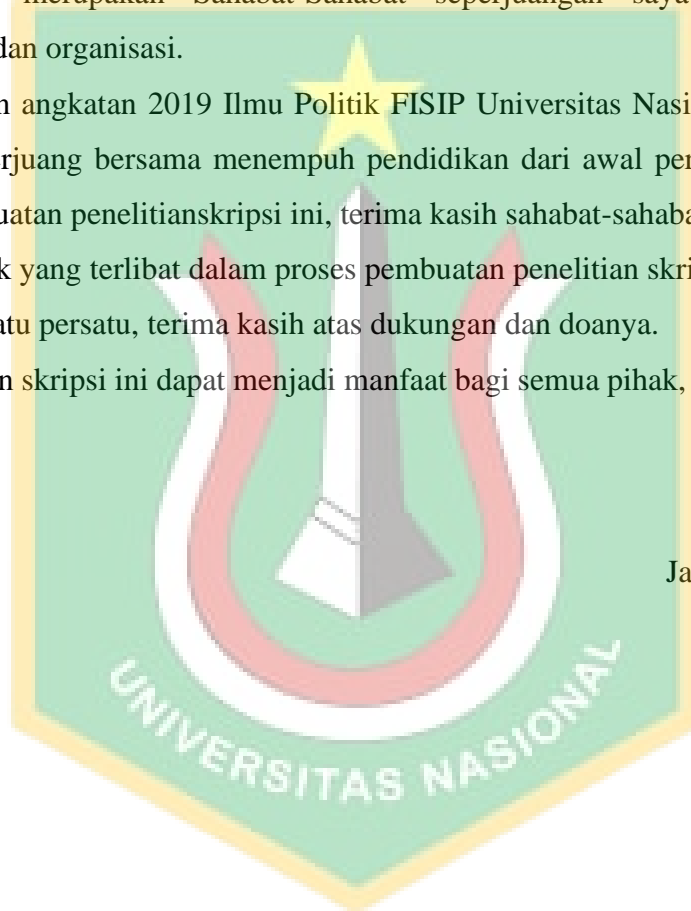 merupakan Sahabat-Sahabat seperjuangan saya
dan organisasi.
angkatan 2019 Ilmu Politik FISIP Universitas Nasi
erjuang bersama menempuh pendidikan dari awal per
uatan penelitianskripsi ini, terima kasih sahabat-sahaba
k yang terlibat dalam proses pembuatan penelitian skri
atu persatu, terima kasih atas dukungan dan doanya.
n skripsi ini dapat menjadi manfaat bagi semua pihak,
Ja
UNIVERSITAS NASIONAL